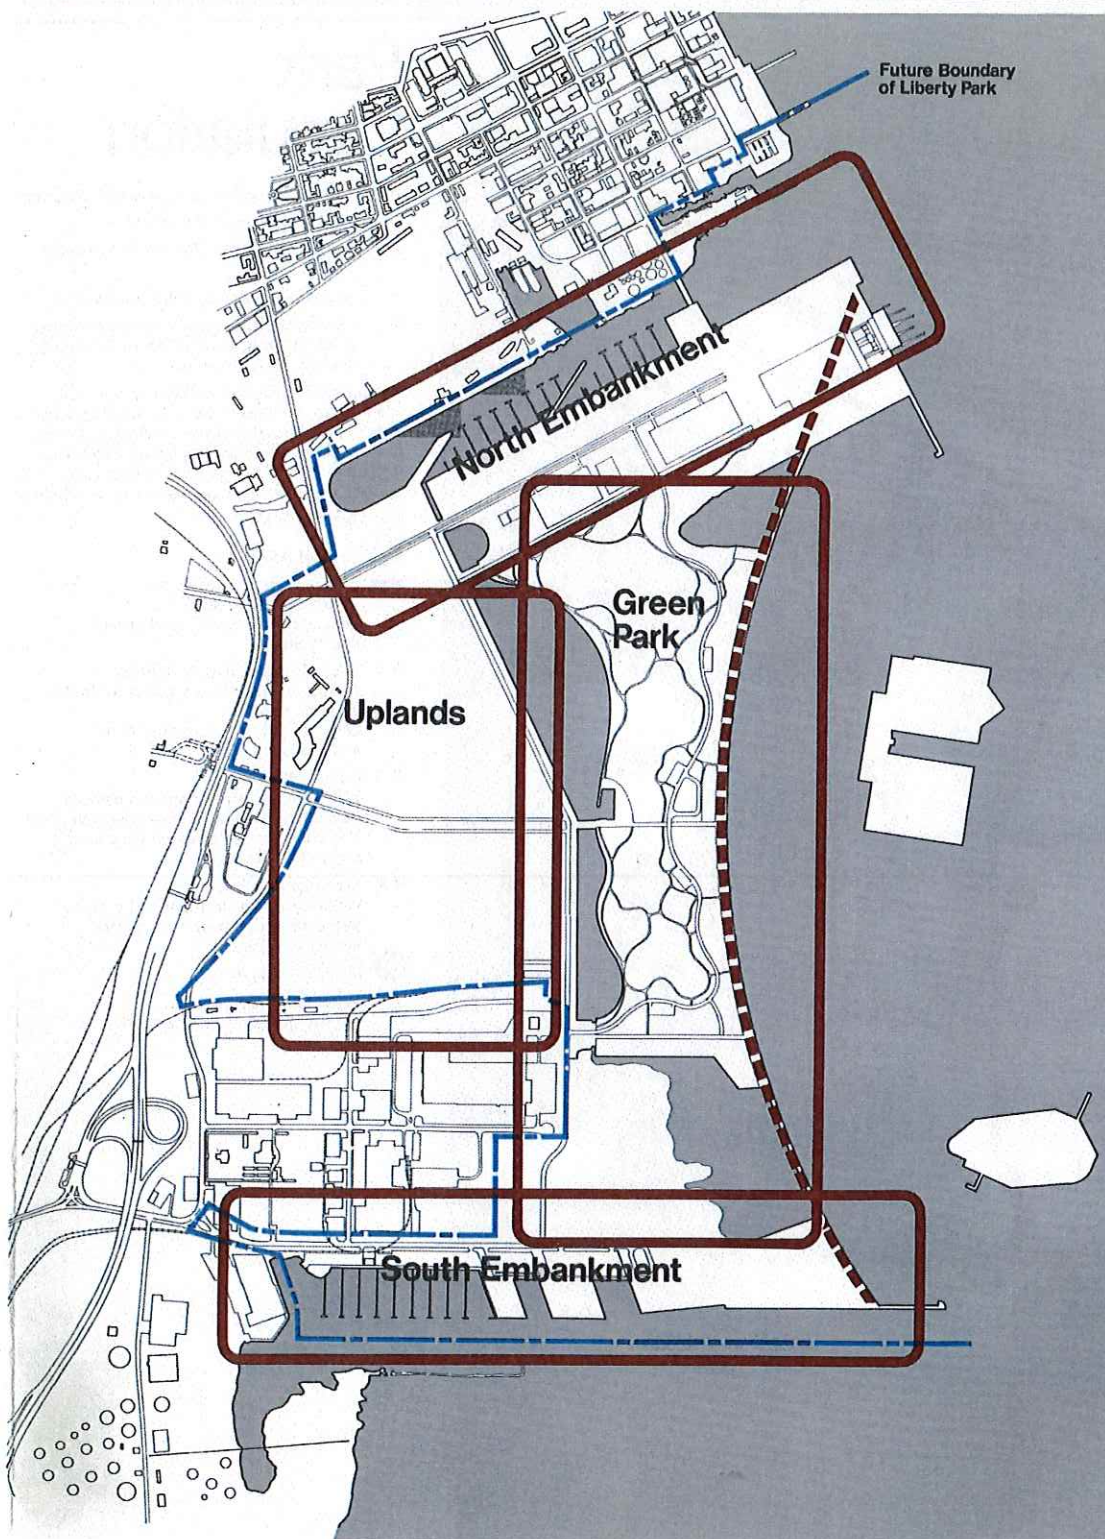 Future Boundary
of Liberty Park
North Embankment
Green
Park
Uplands
South Embankment